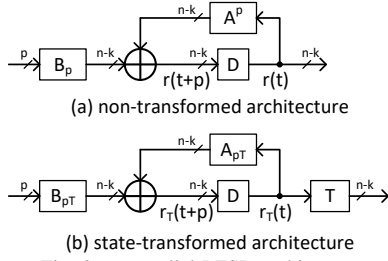 n-k
A^p
p
B_p
n-k
r(t+p)
D
r(t)
n-k
(a) non-transformed architecture
n-k
A_pT
p
B_pT
n-k
r_T(t+p)
D
r_T(t)
T
n-k
(b) state-transformed architecture